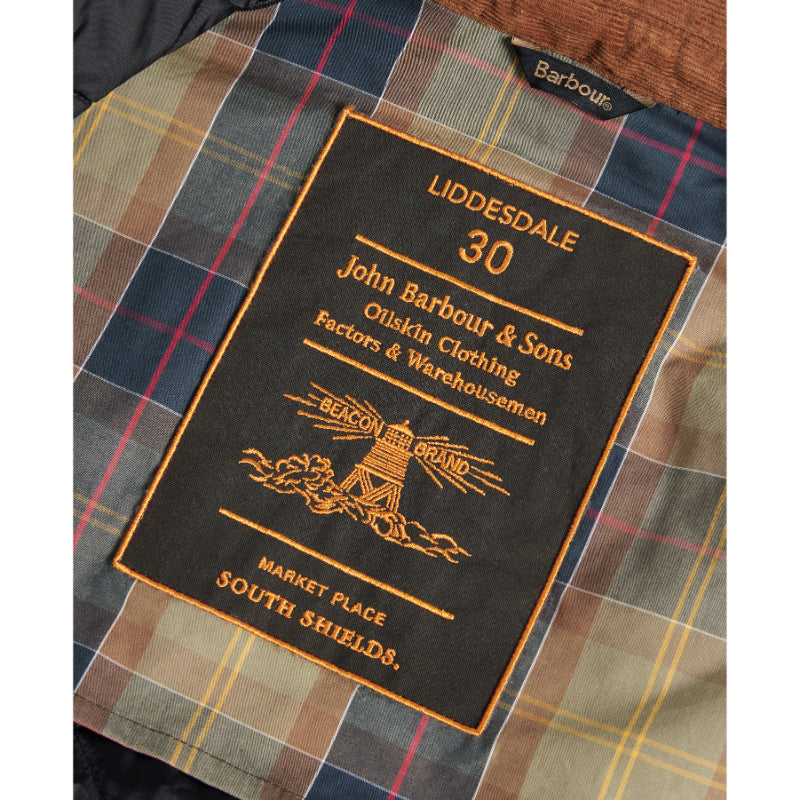 Barbour®
LIDDESDALE
30
John Barbour & Sons
Oilskin Clothing
Factors & Warehousemen
BEACON BRAND
MARKET PLACE
SOUTH SHIELDS.